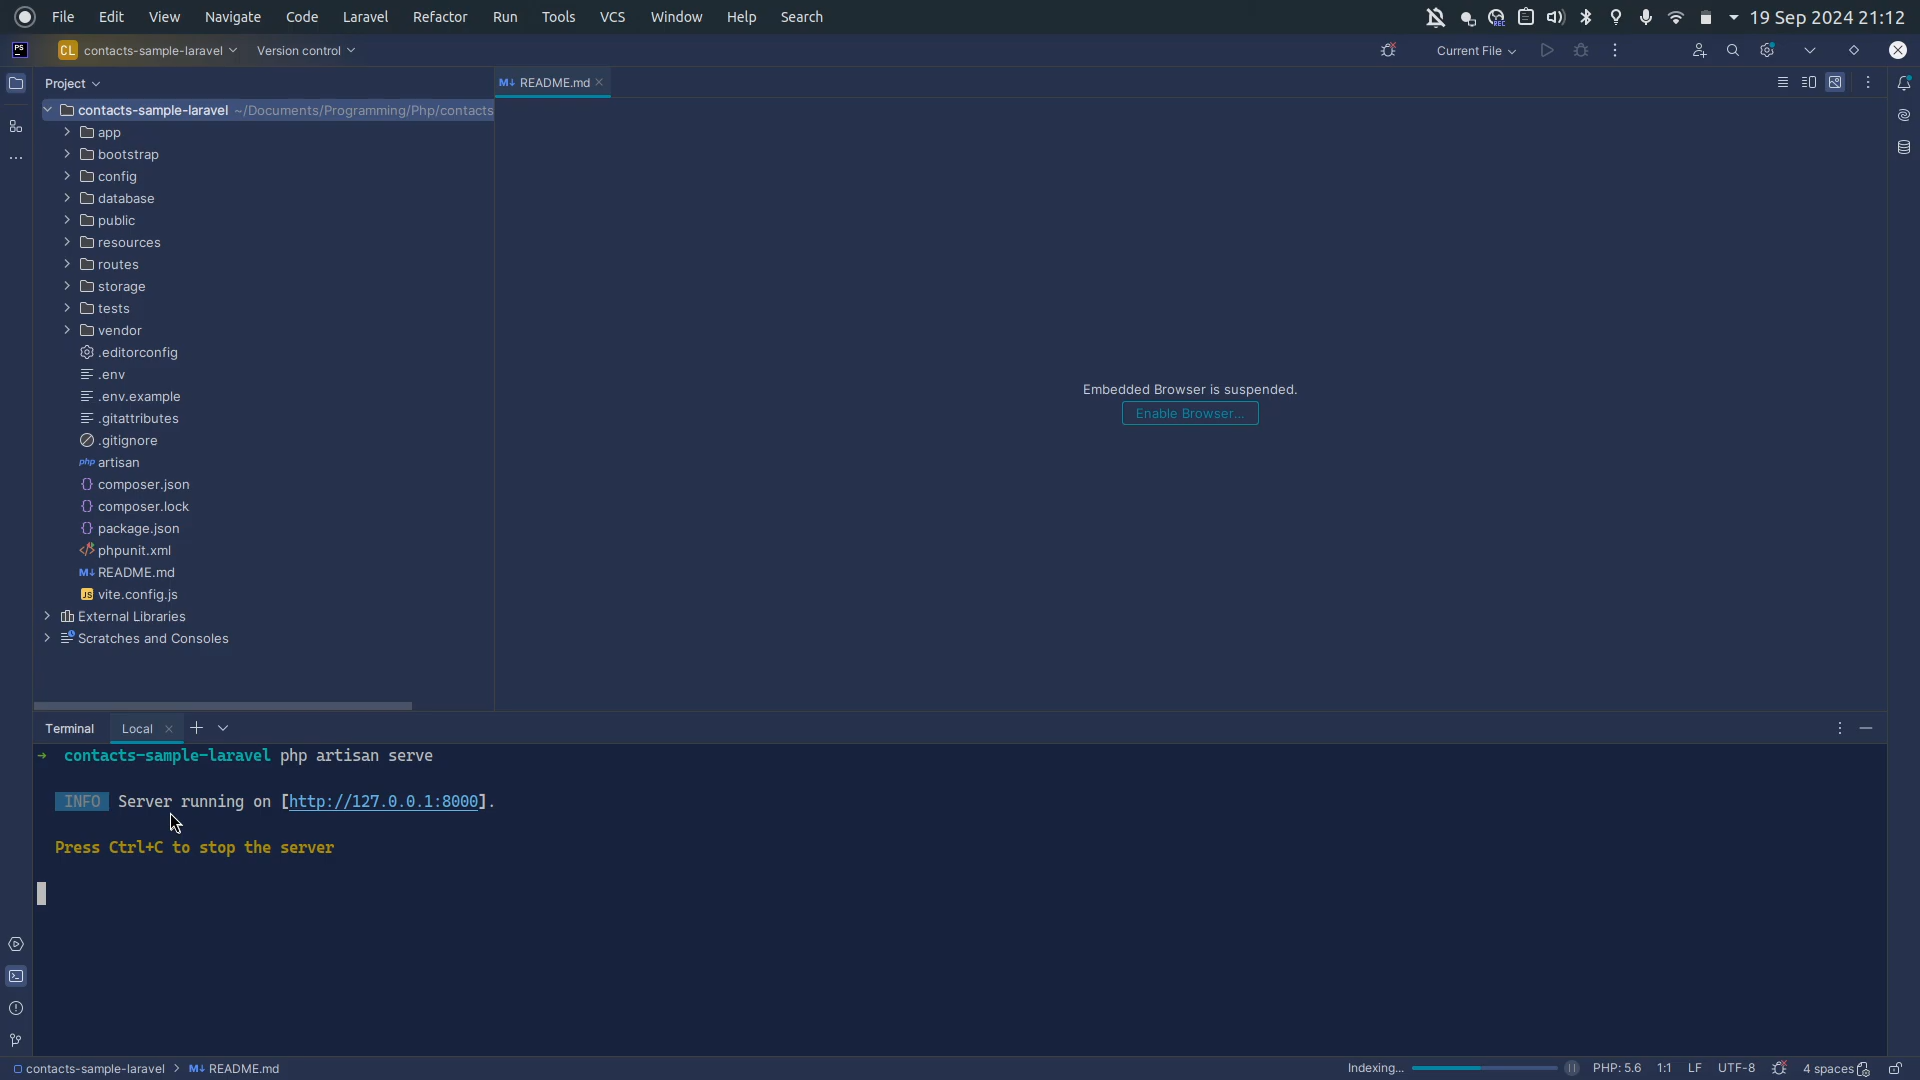 File Edit View Navigate Code Laravel Refactor Run Tools VCS Window Help Search 19 Sep 2024 21:12
PS CL contacts-sample-laravel Version control Current File
Project
M↓ README.md
contacts-sample-laravel ~/Documents/Programming/Php/contacts
app
bootstrap
config
database
public
resources
routes
storage
tests
vendor
.editorconfig
.env
.env.example
.gitattributes
.gitignore
php artisan
{} composer.json
{} composer.lock
{} package.json
</> phpunit.xml
M↓ README.md
JS vite.config.js
External Libraries
Scratches and Consoles
Embedded Browser is suspended.
Enable Browser...
Terminal Local
→ contacts-sample-laravel php artisan serve
INFO Server running on [http://127.0.0.1:8000].
Press Ctrl+C to stop the server
contacts-sample-laravel > M↓ README.md Indexing... PHP: 5.6 1:1 LF UTF-8 4 spaces